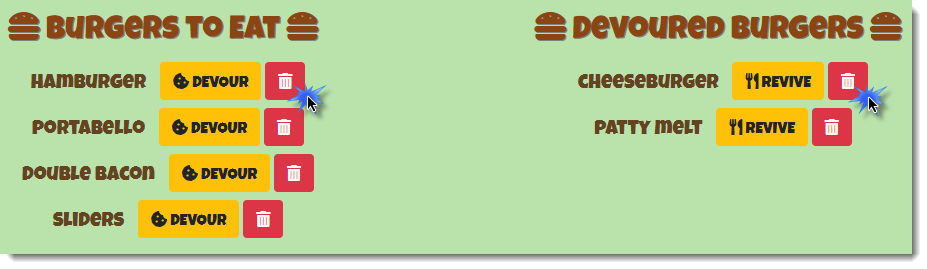 BURGERS TO EAT
HAMBURGER DEVOUR
PORTABELLO DEVOUR
DOUBLE BACON DEVOUR
SLIDERS DEVOUR
DEVOURED BURGERS
CHEESEBURGER REVIVE
PATTY MELT REVIVE